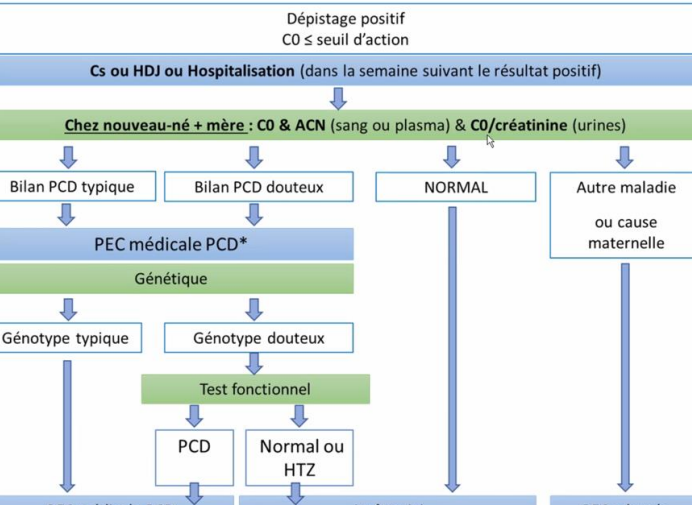 Dépistage positif
C0 ≤ seuil d'action
Cs ou HDJ ou Hospitalisation (dans la semaine suivant le résultat positif)
Chez nouveau-né + mère : C0 & ACN (sang ou plasma) & C0/créatinine (urines)
Bilan PCD typique
Bilan PCD douteux
NORMAL
Autre maladie
ou cause
maternelle
PEC médicale PCD*
Génétique
Génotype typique
Génotype douteux
Test fonctionnel
PCD
Normal ou
HTZ